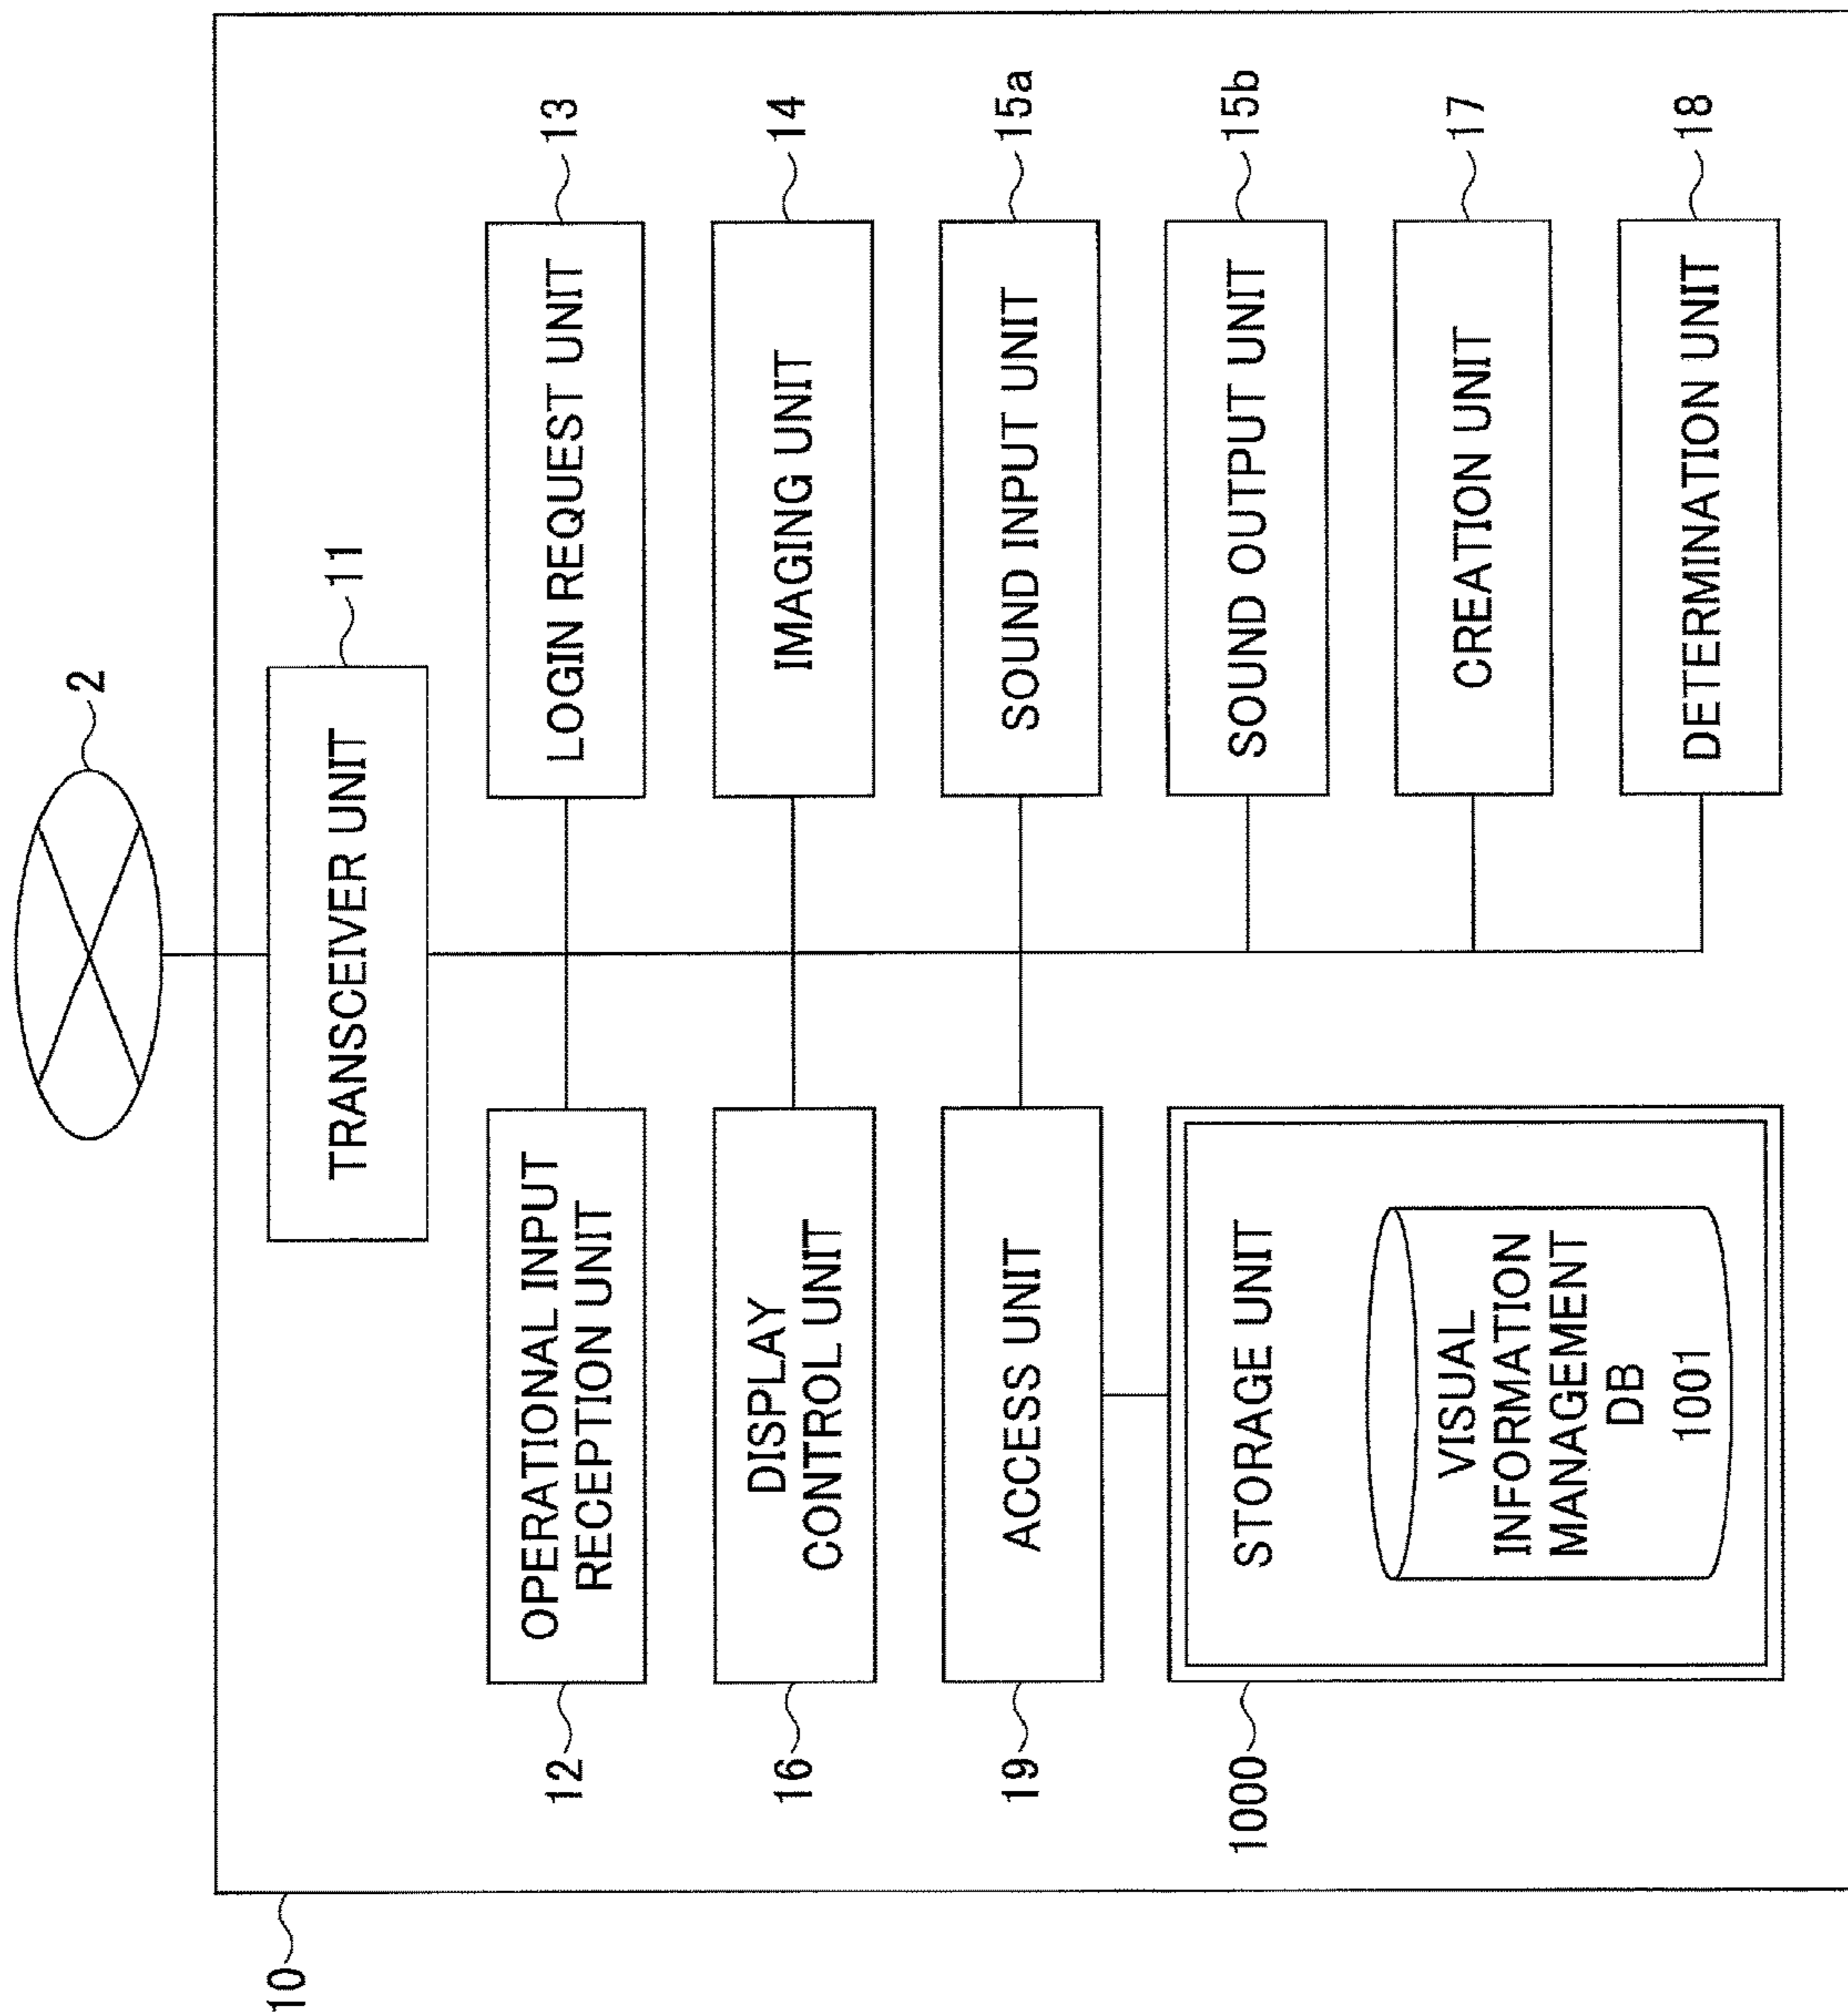 2
TRANSCEIVER UNIT
11
10
OPERATIONAL INPUT
RECEPTION UNIT
12
LOGIN REQUEST UNIT
13
DISPLAY
CONTROL UNIT
16
IMAGING UNIT
14
ACCESS UNIT
19
SOUND INPUT UNIT
15a
STORAGE UNIT
1000
VISUAL
INFORMATION
MANAGEMENT
DB
1001
SOUND OUTPUT UNIT
15b
CREATION UNIT
17
DETERMINATION UNIT
18